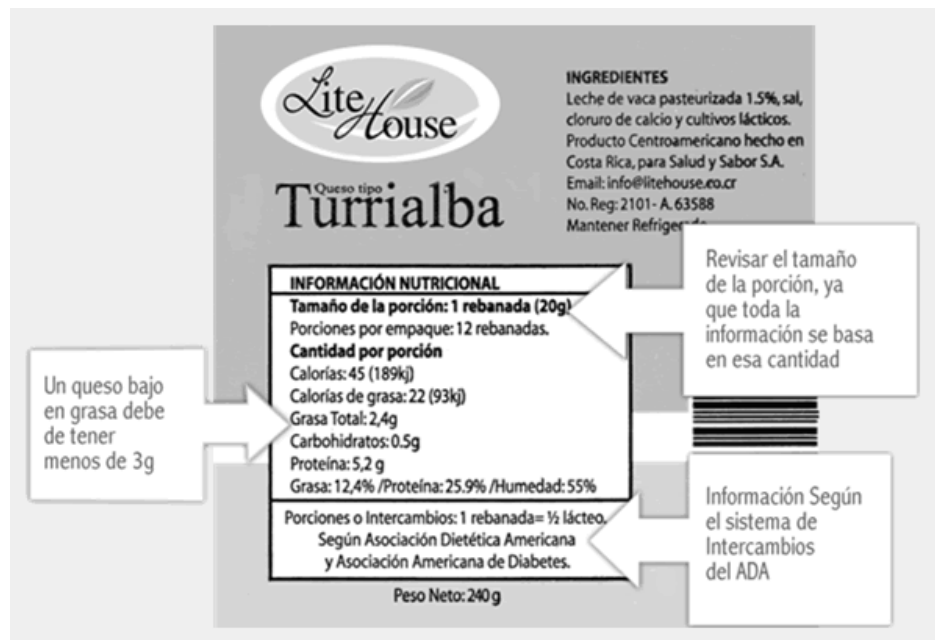 Lite
House
Queso tipo
Turrialba
INGREDIENTES
Leche de vaca pasteurizada 1.5%, sal,
cloruro de calcio y cultivos lácticos.
Producto Centroamericano hecho en
Costa Rica, para Salud y Sabor S.A.
Email: info@litehouse.co.cr
No. Reg: 2101- A. 63588
Mantener
INFORMACIÓN NUTRICIONAL
Tamaño de la porción: 1 rebanada (20g)
Porciones por empaque: 12 rebanadas.
Cantidad por porción
Calorías: 45 (189kj)
Calorías de grasa: 22 (93kj)
Grasa Total: 2,4g
Carbohidratos: 0.5g
Proteína: 5,2 g
Grasa: 12,4% /Proteína: 25.9% /Humedad: 55%
Porciones o Intercambios: 1 rebanada= ½ lácteo.
Según Asociación Dietética Americana
y Asociación Americana de Diabetes.
Peso Neto: 240 g
Revisar el tamaño
de la porción, ya
que toda la
información se basa
en esa cantidad
Un queso bajo
en grasa debe
de tener
menos de 3g
Información Según
el sistema de
Intercambios
del ADA